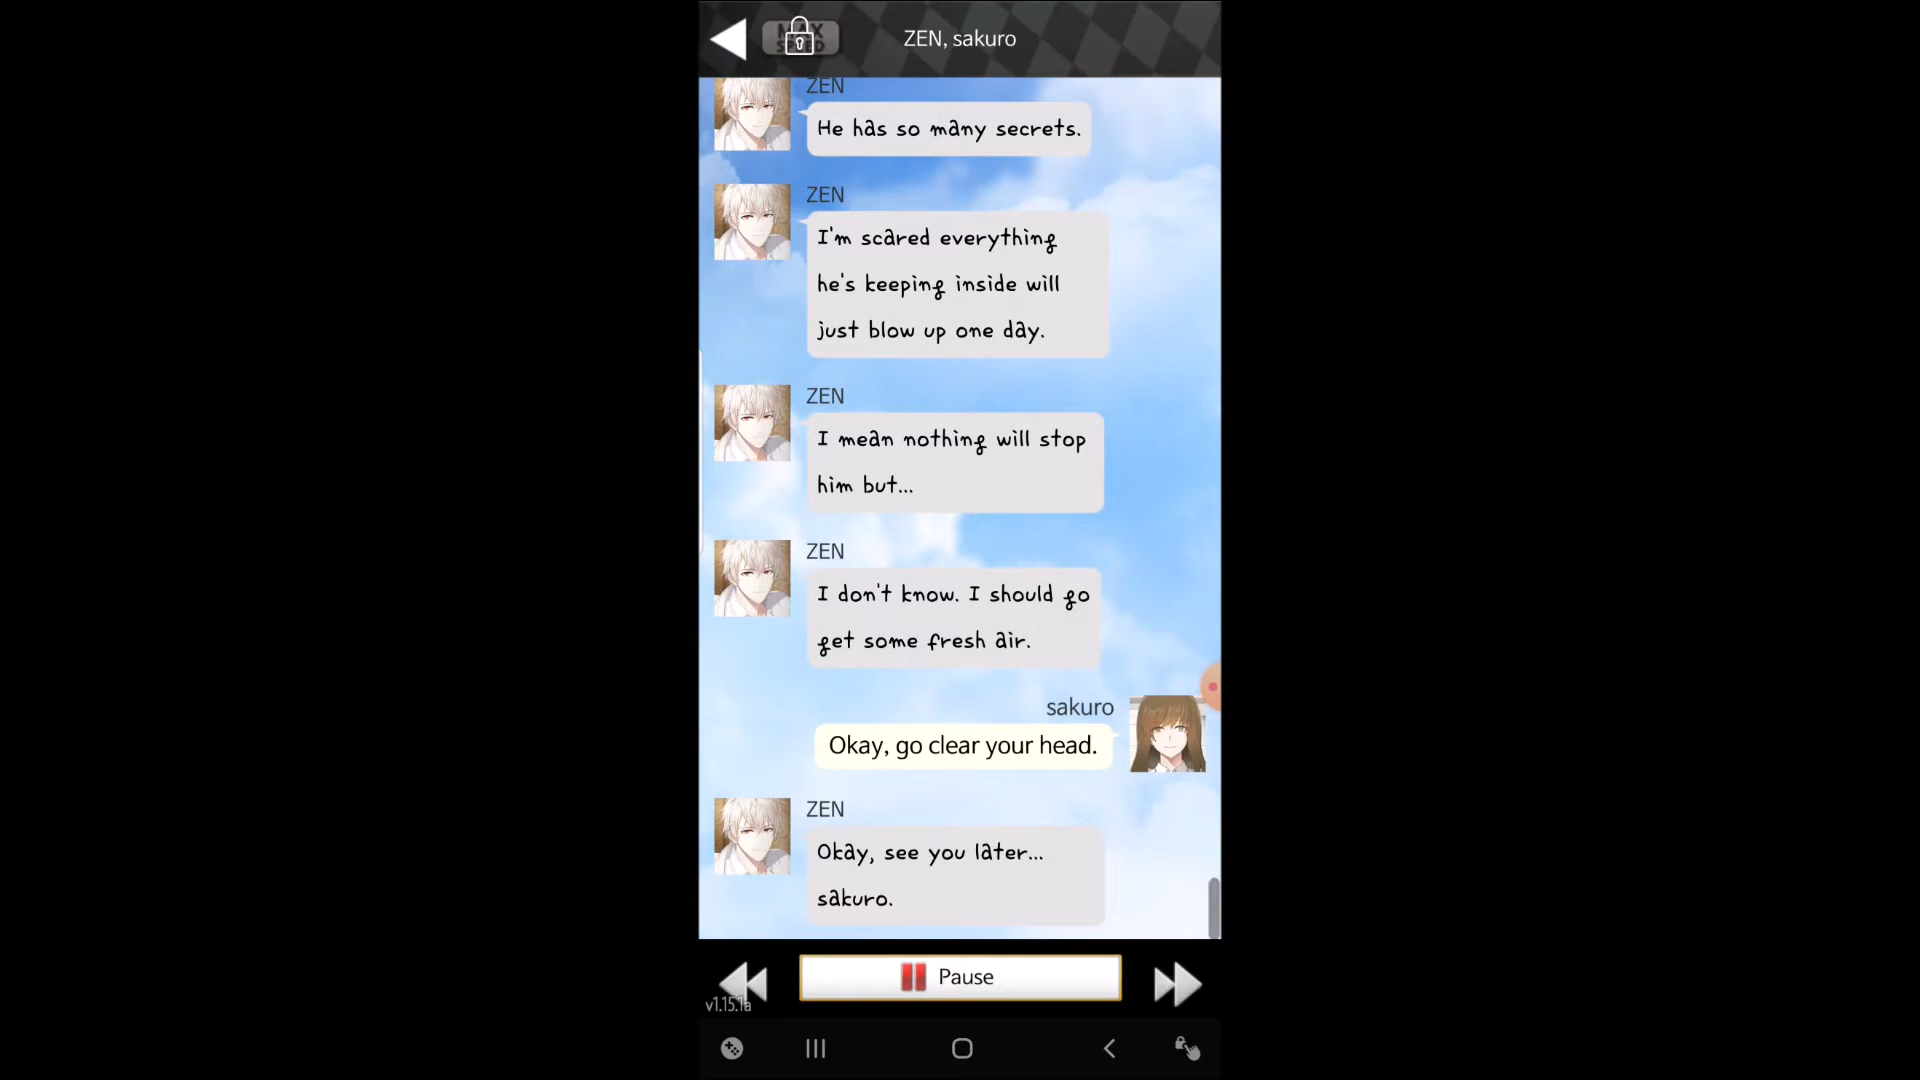 MAX
SPEED
ZEN, sakuro
ZEN
He has so many secrets.
ZEN
I'm scared everything
he's keeping inside will
just blow up one day.
ZEN
I mean nothing will stop
him but...
ZEN
I don't know. I should go
get some fresh air.
sakuro
Okay, go clear your head.
ZEN
Okay, see you later...
sakuro.
Pause
v1.15.1a